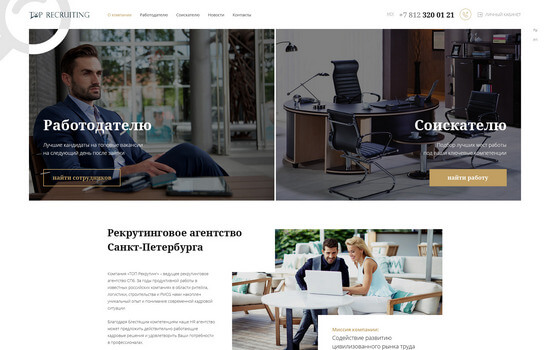 TOP RECRUITING
О компании Работодателю Соискателю Новости Контакты
+7 812 320 01 21
ЛИЧНЫЙ КАБИНЕТ
Работодателю
Лучшие кандидаты на топовые вакансии
на следующий день после заявки
найти сотрудников
Соискателю
Подбор лучших мест работы
под ваши ключевые компетенции
найти работу
Рекрутинговое агентство
Санкт-Петербурга
Компания «ТОП Рекрутинг» – ведущее рекрутинговое
агентство СПб. За годы продуктивной работы в
известных российских компаниях в области ритейла,
логистики, строительства и FMCG нами накоплен
уникальный опыт и понимание современной кадровой
ситуации.
Благодаря блестящим компетенциям наше HR агентство
может предложить действительно работающие
кадровые решения и удовлетворить Ваши потребности
в персонале.
Миссия компании:
Содействие развитию
цивилизованного рынка труда